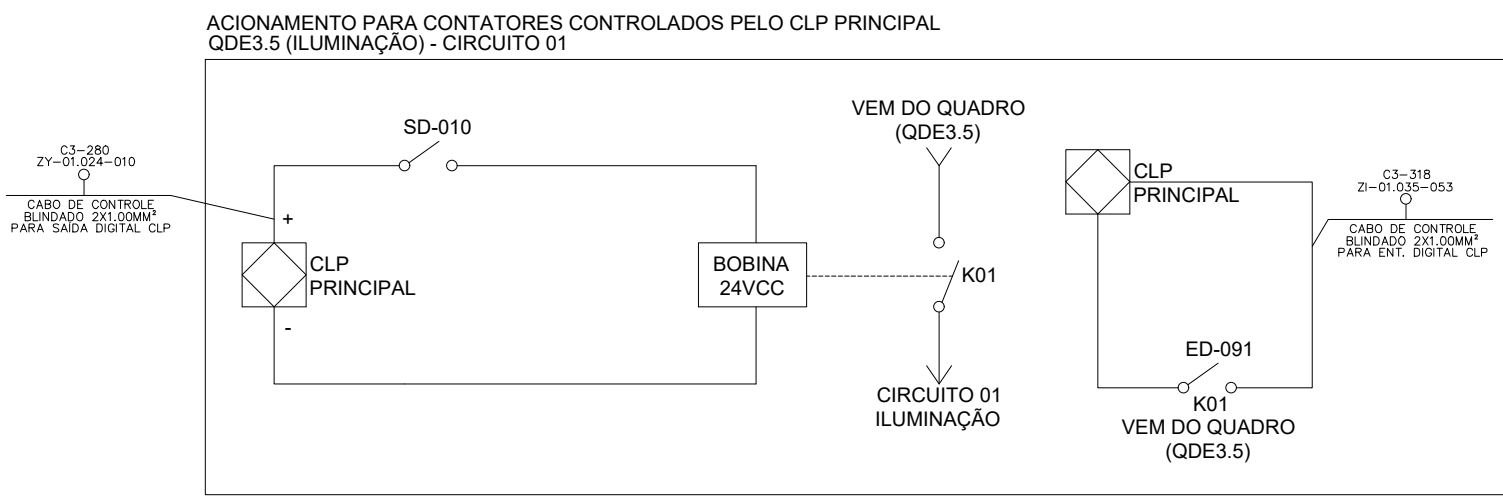 ACIONAMENTO PARA CONTATORES CONTROLADOS PELO CLP PRINCIPAL
QDE3.5 (ILUMINAÇÃO) - CIRCUITO 01
C3-280
ZY-01.024-010
CABO DE CONTROLE
BLINDADO 2X1.00MM²
PARA SAÍDA DIGITAL CLP
SD-010
+
CLP
PRINCIPAL
-
BOBINA
24VCC
VEM DO QUADRO
(QDE3.5)
K01
CIRCUITO 01
ILUMINAÇÃO
CLP
PRINCIPAL
ED-091
K01
VEM DO QUADRO
(QDE3.5)
C3-318
ZI-01.035-053
CABO DE CONTROLE
BLINDADO 2X1.00MM²
PARA ENT. DIGITAL CLP